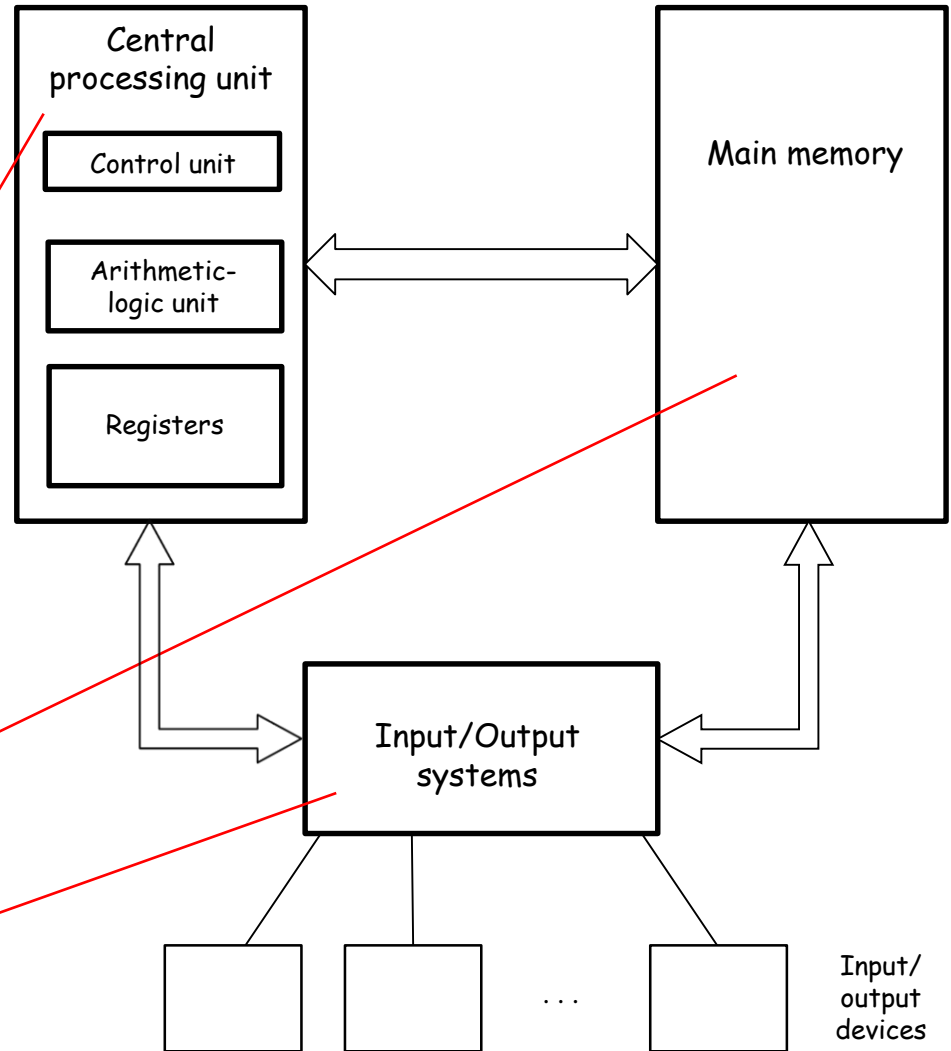 Central
processing unit
Control unit
Arithmetic-
logic unit
Registers
Main memory
Input/Output
systems
. . .
Input/
output
devices